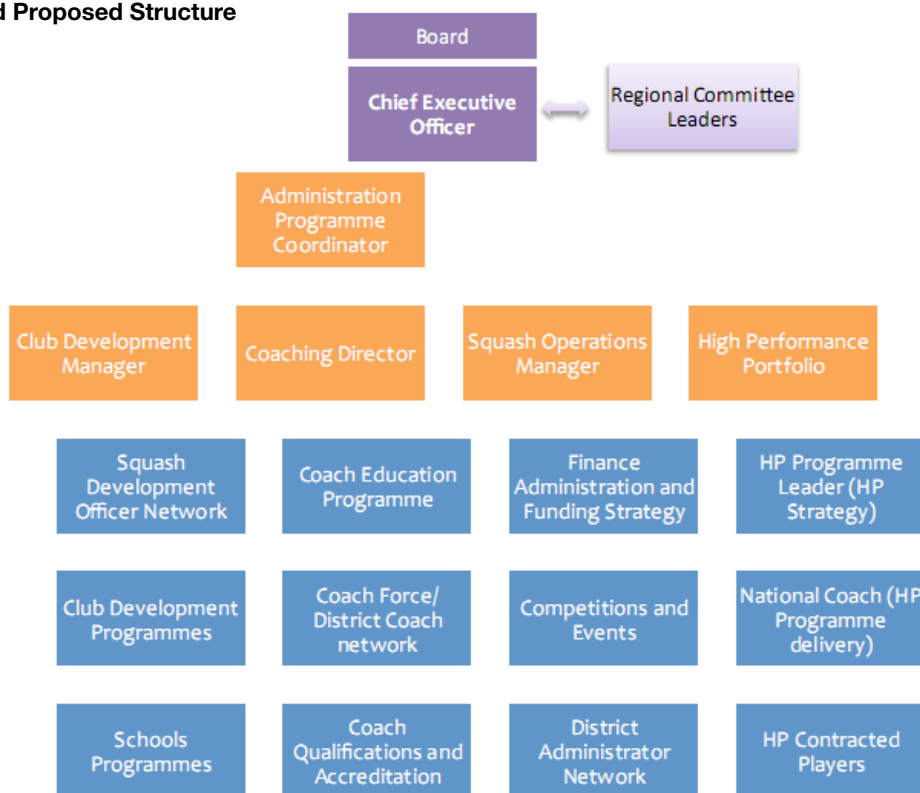 d Proposed Structure
Board
Chief Executive
Officer
Regional Committee
Leaders
Administration
Programme
Coordinator
Club Development
Manager
Coaching Director
Squash Operations
Manager
High Performance
Portfolio
Squash
Development
Officer Network
Coach Education
Programme
Finance
Administration and
Funding Strategy
HP Programme
Leader (HP
Strategy)
Club Development
Programmes
Coach Force/
District Coach
network
Competitions and
Events
National Coach (HP
Programme
delivery)
Schools
Programmes
Coach
Qualifications and
Accreditation
District
Administrator
Network
HP Contracted
Players